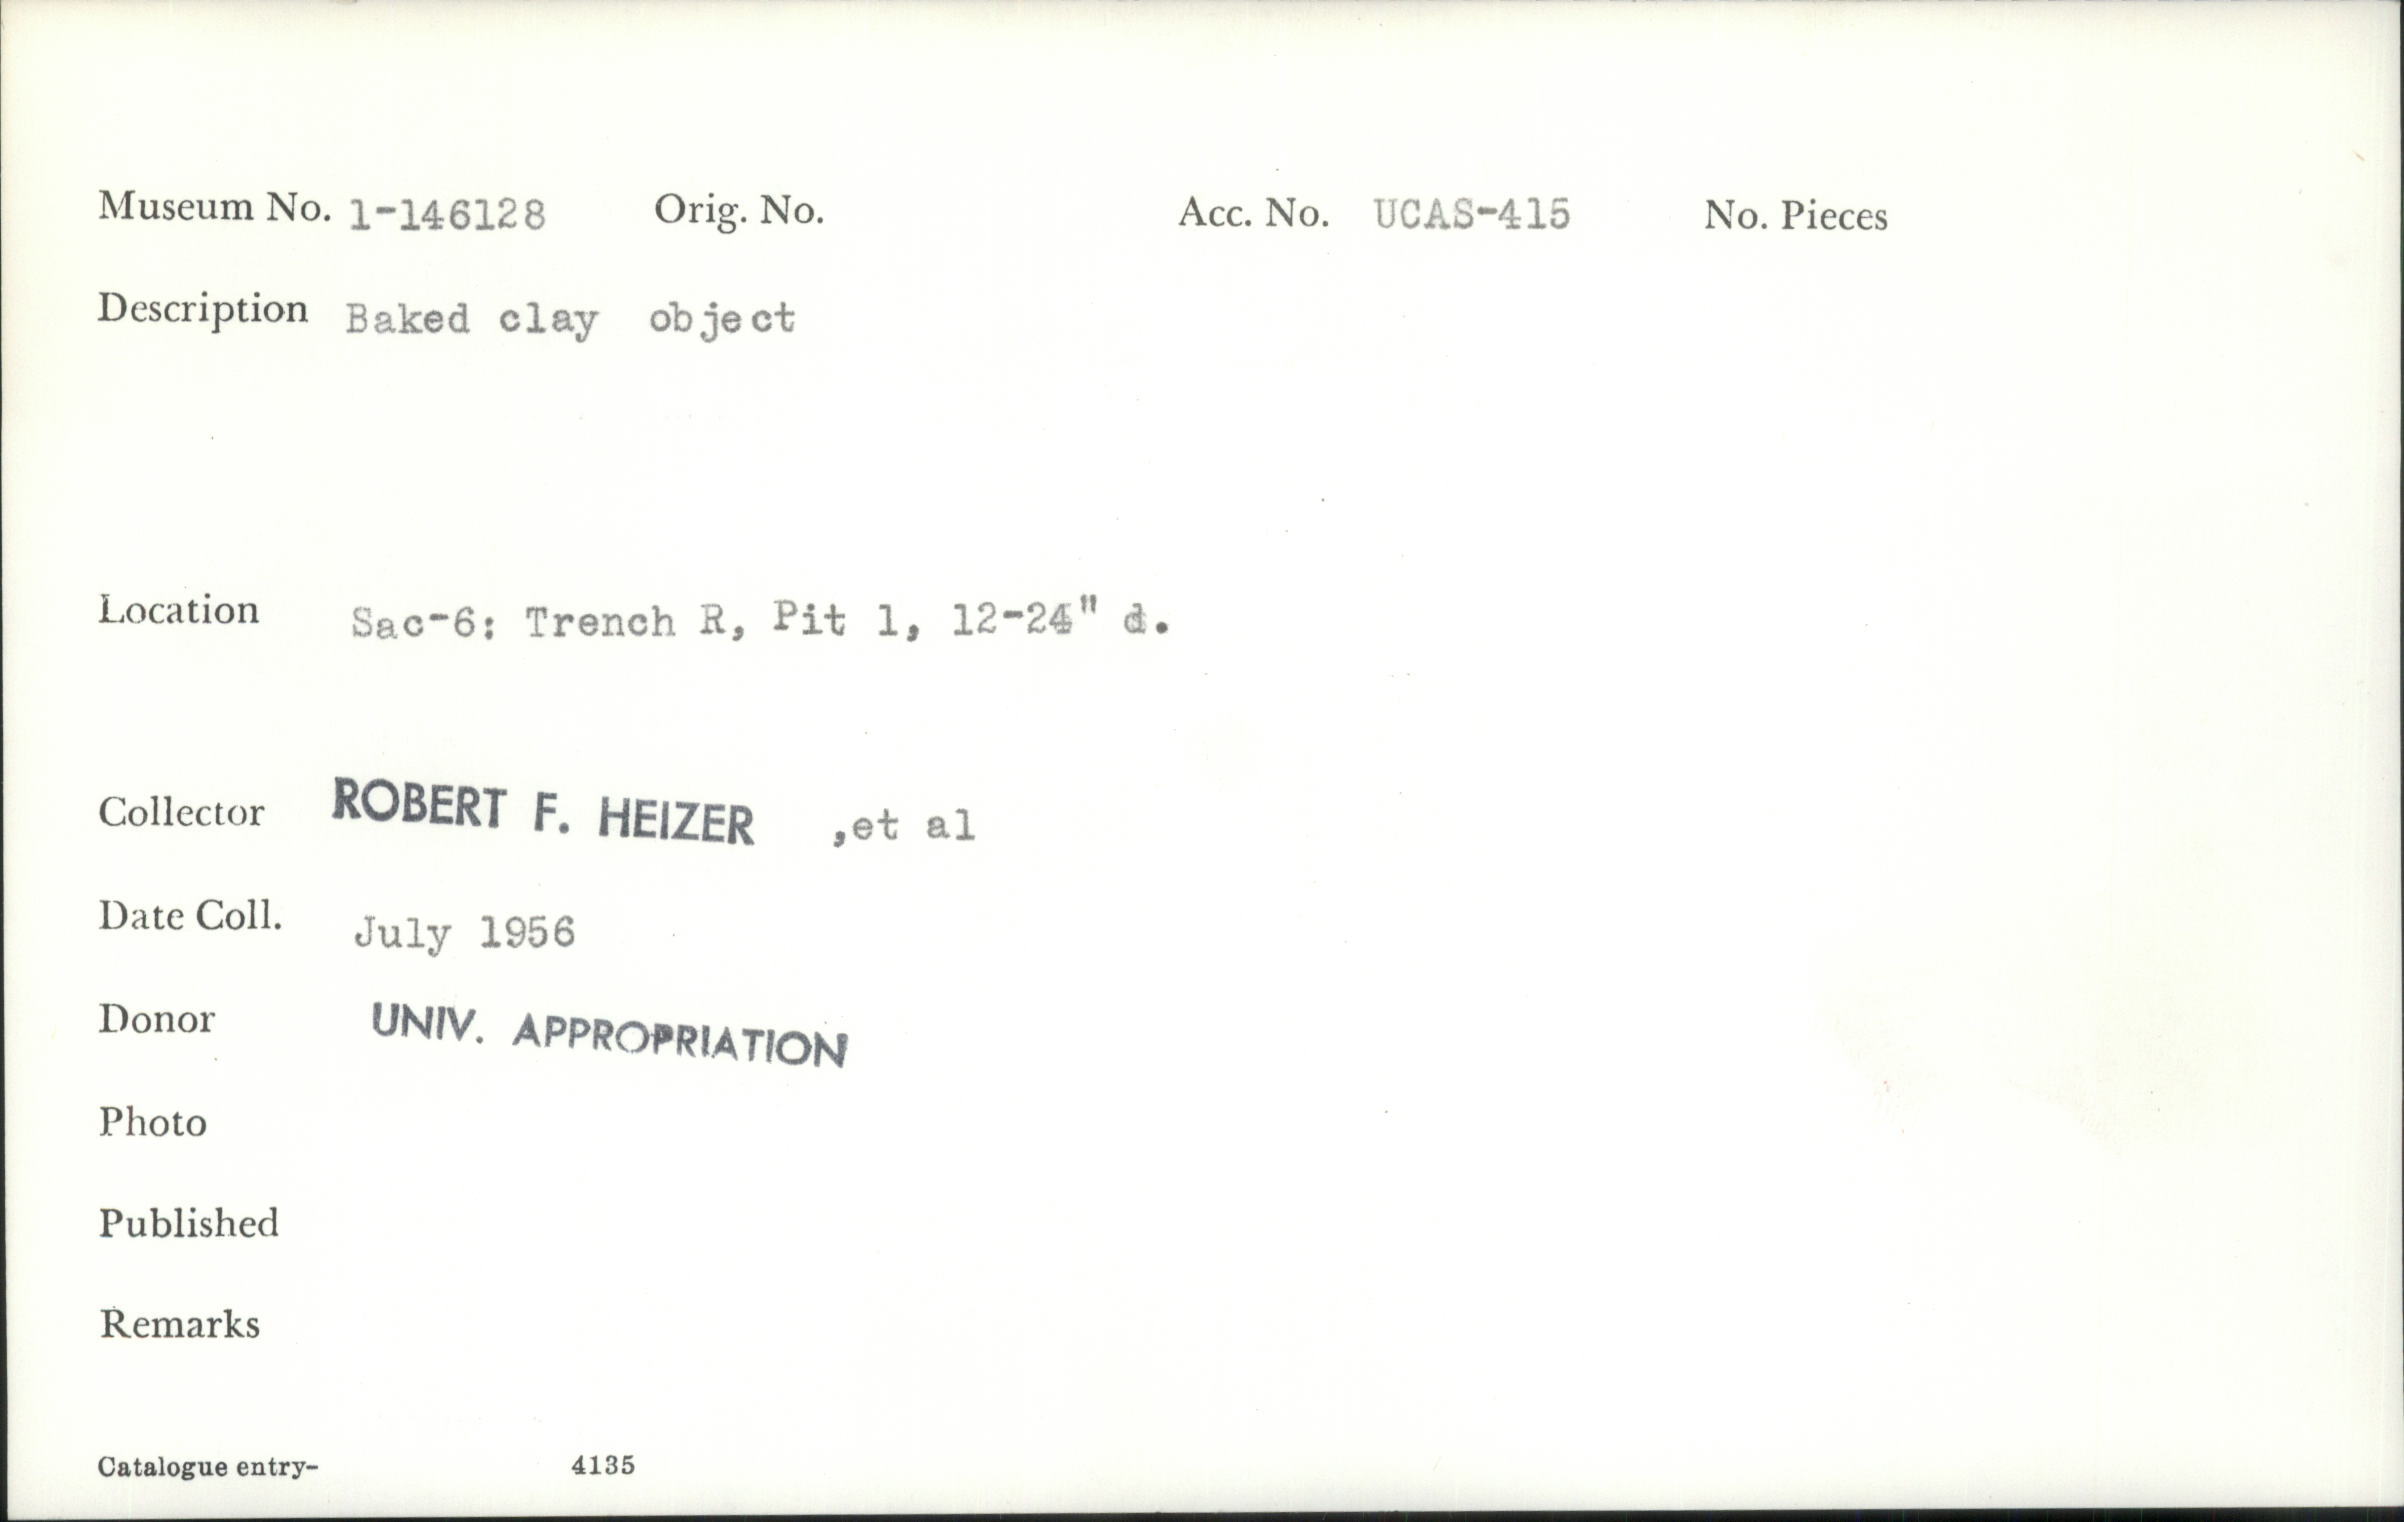 Museum No. 1-146128 Orig. No. Acc. No. UCAS-415 No. Pieces
Description Baked clay object
Location Sac-6: Trench R, Pit 1, 12-24" d.
Collector ROBERT F. HEIZER ,et al
Date Coll. July 1956
Donor UNIV. APPROPRIATION
Photo
Published
Remarks
Catalogue entry- 4135